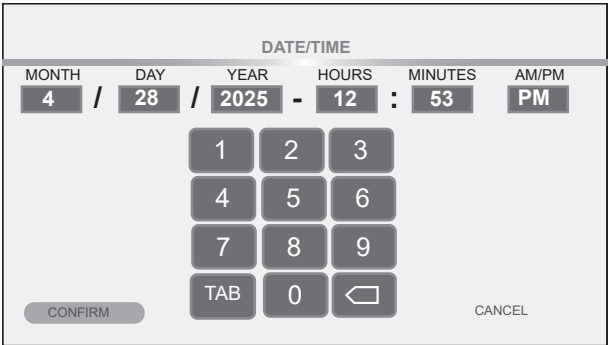 DATE/TIME
MONTH DAY YEAR HOURS MINUTES AM/PM
4 / 28 / 2025 - 12 : 53 PM
1 2 3
4 5 6
7 8 9
TAB 0
CONFIRM CANCEL